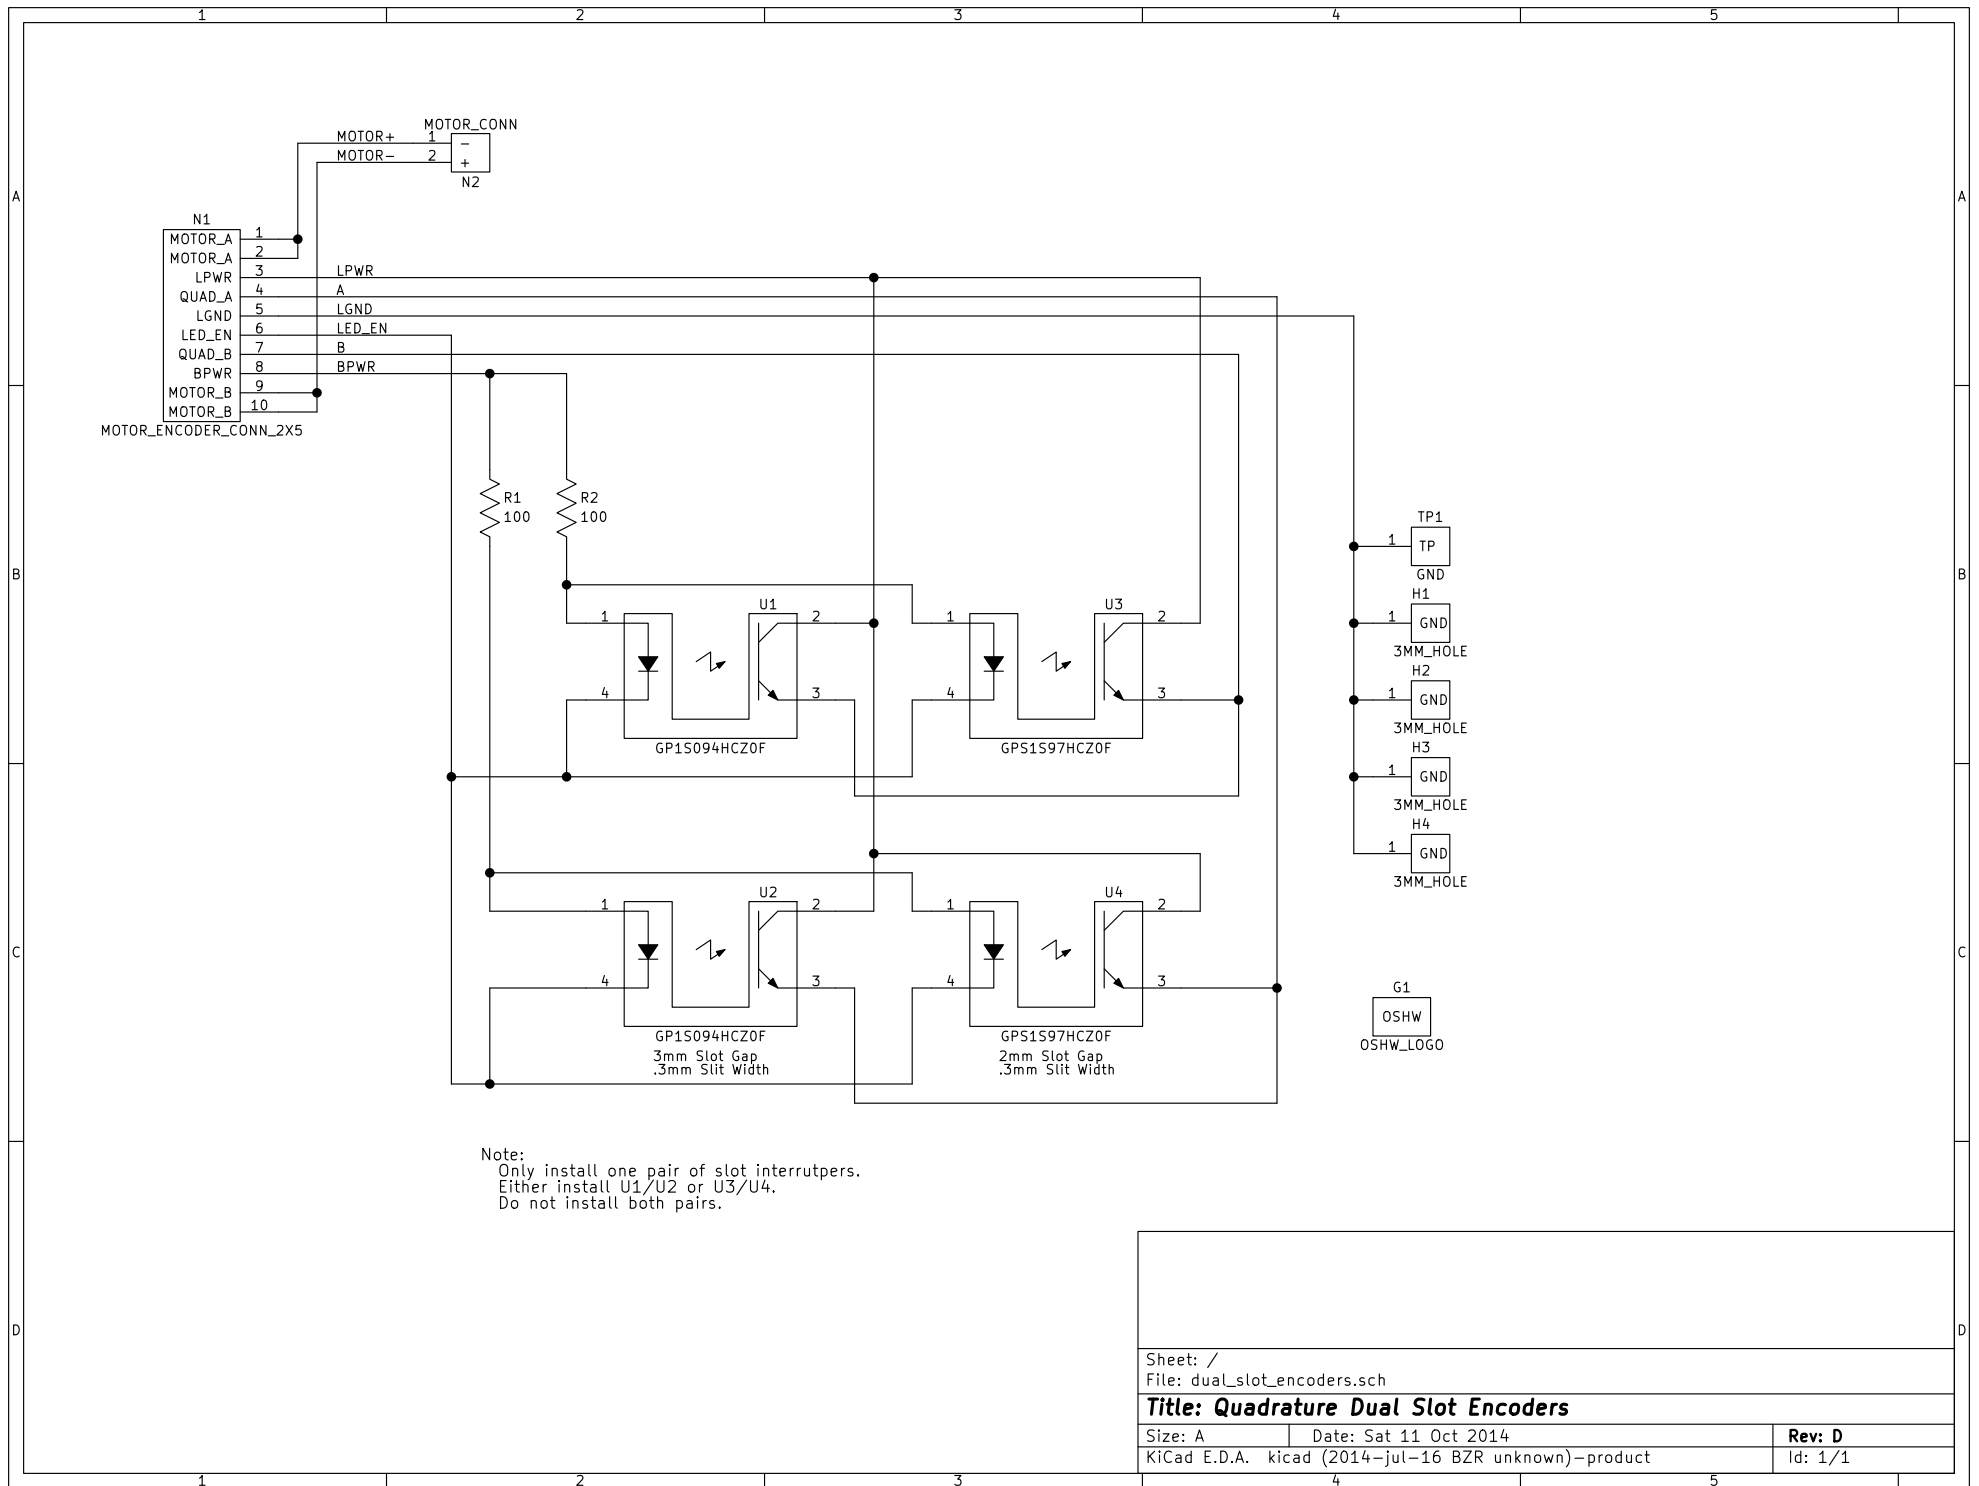 1 2 3 4 5
MOTOR_CONN
MOTOR+ 1 −
MOTOR− 2 +
N2
A A
N1
MOTOR_A 1
MOTOR_A 2
LPWR 3 LPWR
QUAD_A 4 A
LGND 5 LGND
LED_EN 6 LED_EN
QUAD_B 7 B
BPWR 8 BPWR
MOTOR_B 9
MOTOR_B 10
MOTOR_ENCODER_CONN_2X5
R1
100
R2
100
TP1
1 TP
GND
B B
H1
1 GND
3MM_HOLE
H2
1 GND
3MM_HOLE
H3
1 GND
3MM_HOLE
H4
1 GND
3MM_HOLE
U1
1 2
4 3
GP1S094HCZ0F
U3
1 2
4 3
GPS1S97HCZ0F
U2
1 2
4 3
GP1S094HCZ0F
3mm Slot Gap
.3mm Slit Width
U4
1 2
4 3
GPS1S97HCZ0F
2mm Slot Gap
.3mm Slit Width
C C
G1
OSHW
OSHW_LOGO
Note:
Only install one pair of slot interrutpers.
Either install U1/U2 or U3/U4.
Do not install both pairs.
D D
Sheet: /
File: dual_slot_encoders.sch
Title: Quadrature Dual Slot Encoders
Size: A Date: Sat 11 Oct 2014 Rev: D
KiCad E.D.A. kicad (2014-jul-16 BZR unknown)-product Id: 1/1
1 2 3 4 5